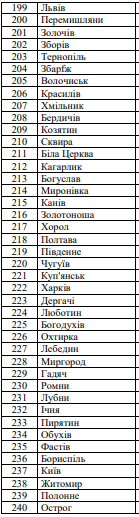 199 Львів
200 Перемишляни
201 Золочів
202 Зборів
203 Тернопіль
204 Збараж
205 Волочиськ
206 Красилів
207 Хмільник
208 Бердичів
209 Козятин
210 Сквира
211 Біла Церква
212 Кагарлик
213 Богуслав
214 Миронівка
215 Канів
216 Золотоноша
217 Хорол
218 Полтава
219 Південне
220 Чугуїв
221 Куп'янськ
222 Харків
223 Дергачі
224 Люботин
225 Богодухів
226 Охтирка
227 Лебедин
228 Миргород
229 Гадяч
230 Ромни
231 Лубни
232 Ічня
233 Пирятин
234 Обухів
235 Фастів
236 Бориспіль
237 Київ
238 Житомир
239 Полонне
240 Острог